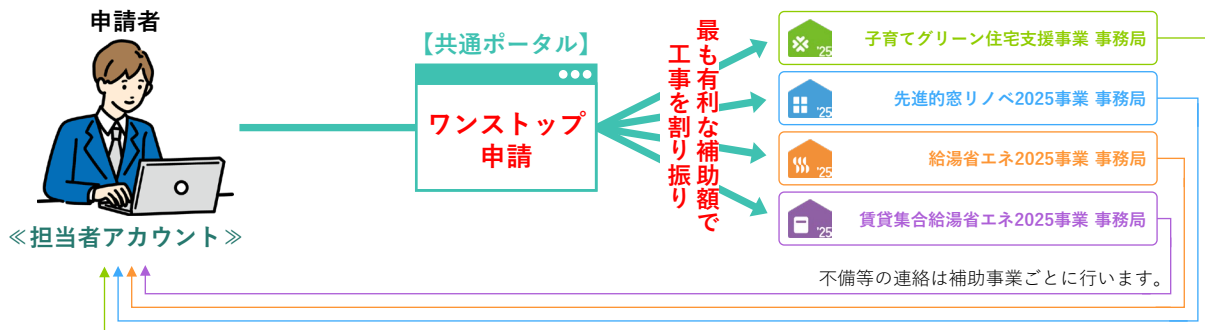 申請者
≪担当者アカウント≫
【共通ポータル】
ワンストップ
申請
最も有利な補助額で
工事を割り振り
'25
子育てグリーン住宅支援事業 事務局
'25
先進的窓リノベ2025事業 事務局
'25
給湯省エネ2025事業 事務局
'25
賃貸集合給湯省エネ2025事業 事務局
不備等の連絡は補助事業ごとに行います。